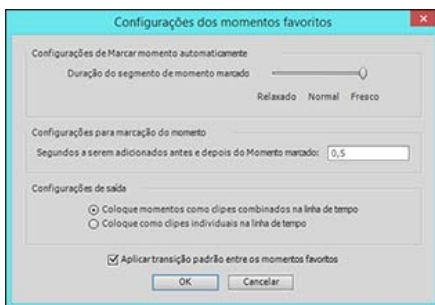 Configurações dos momentos favoritos
Configurações de Marcar momento automaticamente
Duração do segmento de momento marcado
Relaxado Normal Fresco
Configurações para marcação do momento
Segundos a serem adicionados antes e depois do Momento marcado: 0,5
Configurações de saída
Coloque momentos como clipes combinados na linha de tempo
Coloque como clipes individuais na linha de tempo
Aplicar transição padrão entre os momentos favoritos
OK Cancelar